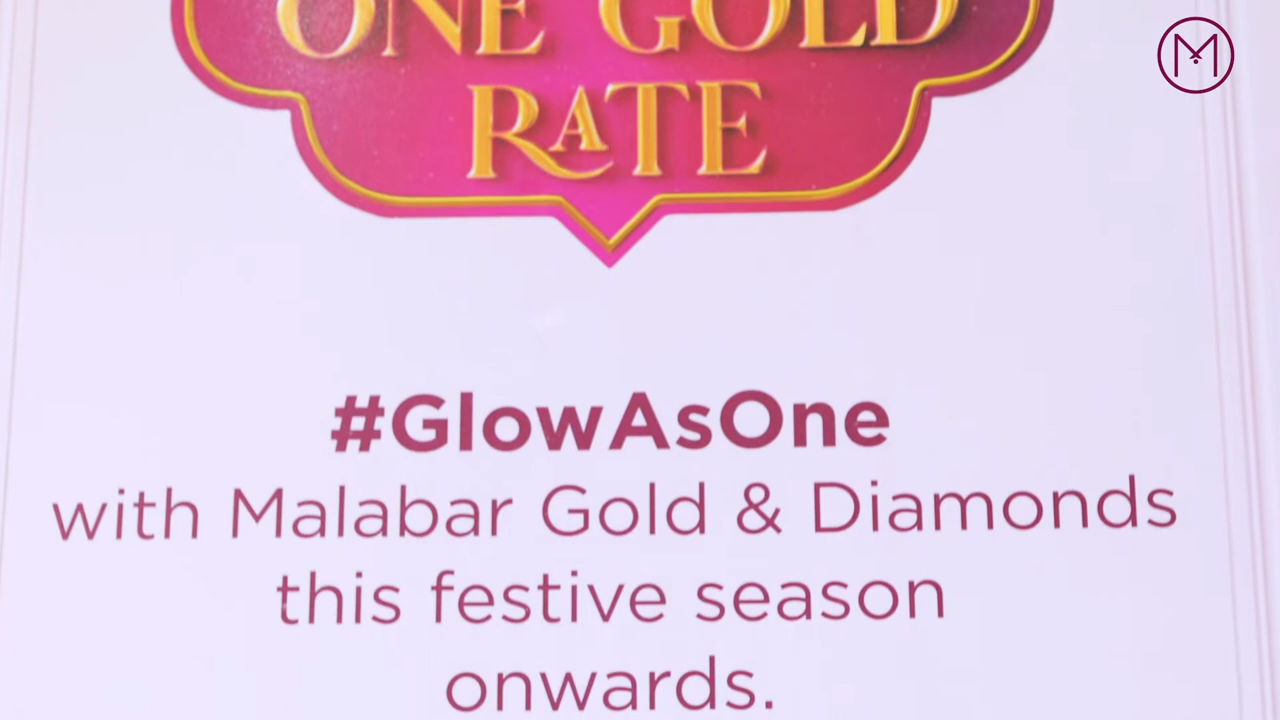 ONE GOLD
RATE
#GlowAsOne
with Malabar Gold & Diamonds
this festive season
onwards.